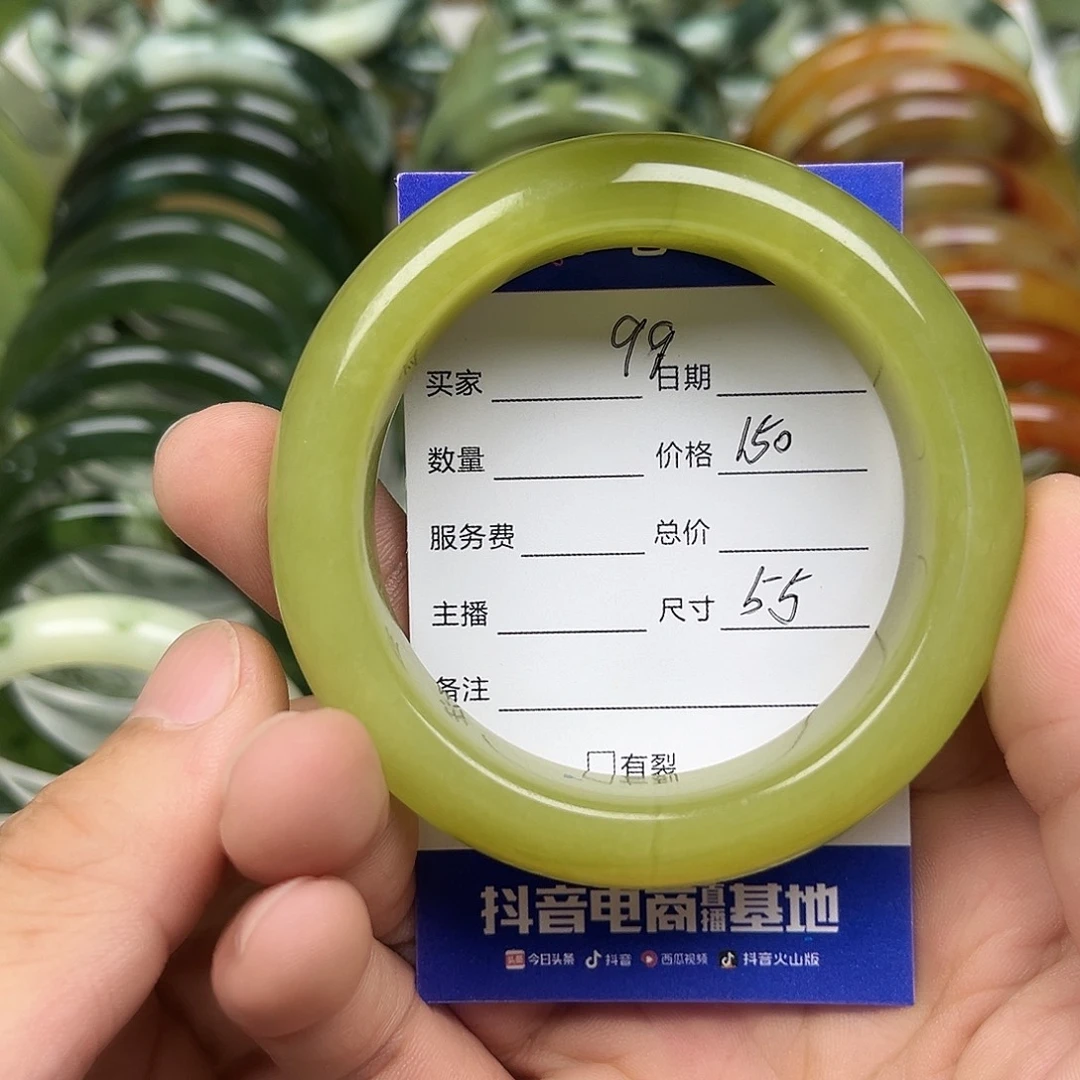 99
买家 日期
数量 价格 150
服务费 总价
主播 尺寸 55
备注
有裂
抖音电商直播基地
头条 今日头条 抖音 西瓜视频 抖音火山版